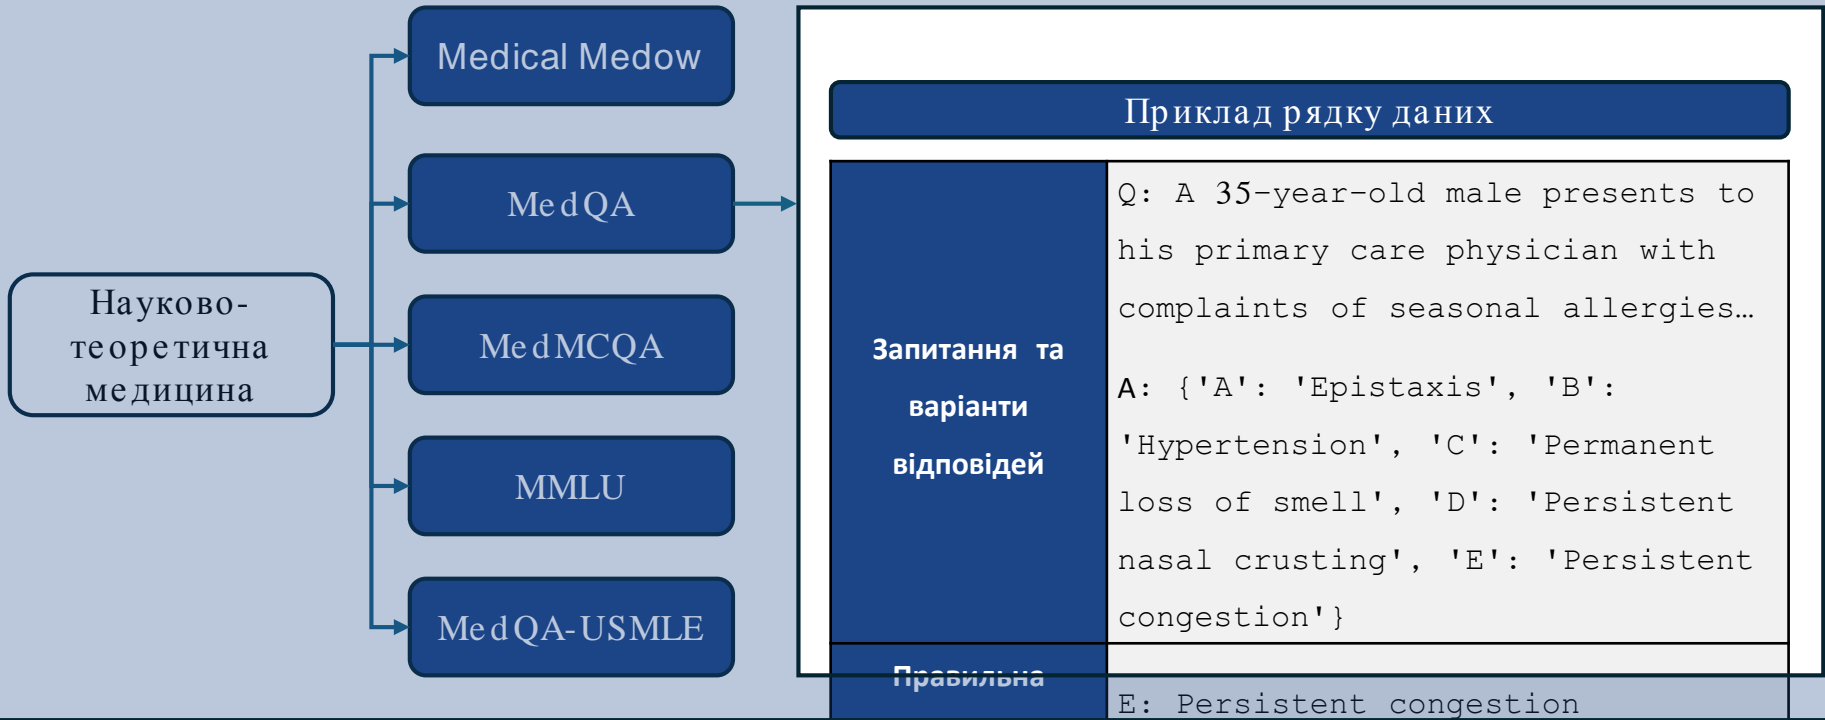 Medical Medow
MedQA
MedMCQA
MMLU
MedQA-USMLE
Науково-
теоретична
медицина
Приклад рядку даних
Запитання та
варіанти
відповідей
Q: A 35-year-old male presents to
his primary care physician with
complaints of seasonal allergies…
A: {'A': 'Epistaxis', 'B':
'Hypertension', 'C': 'Permanent
loss of smell', 'D': 'Persistent
nasal crusting', 'E': 'Persistent
congestion'}
Правильна
E: Persistent congestion